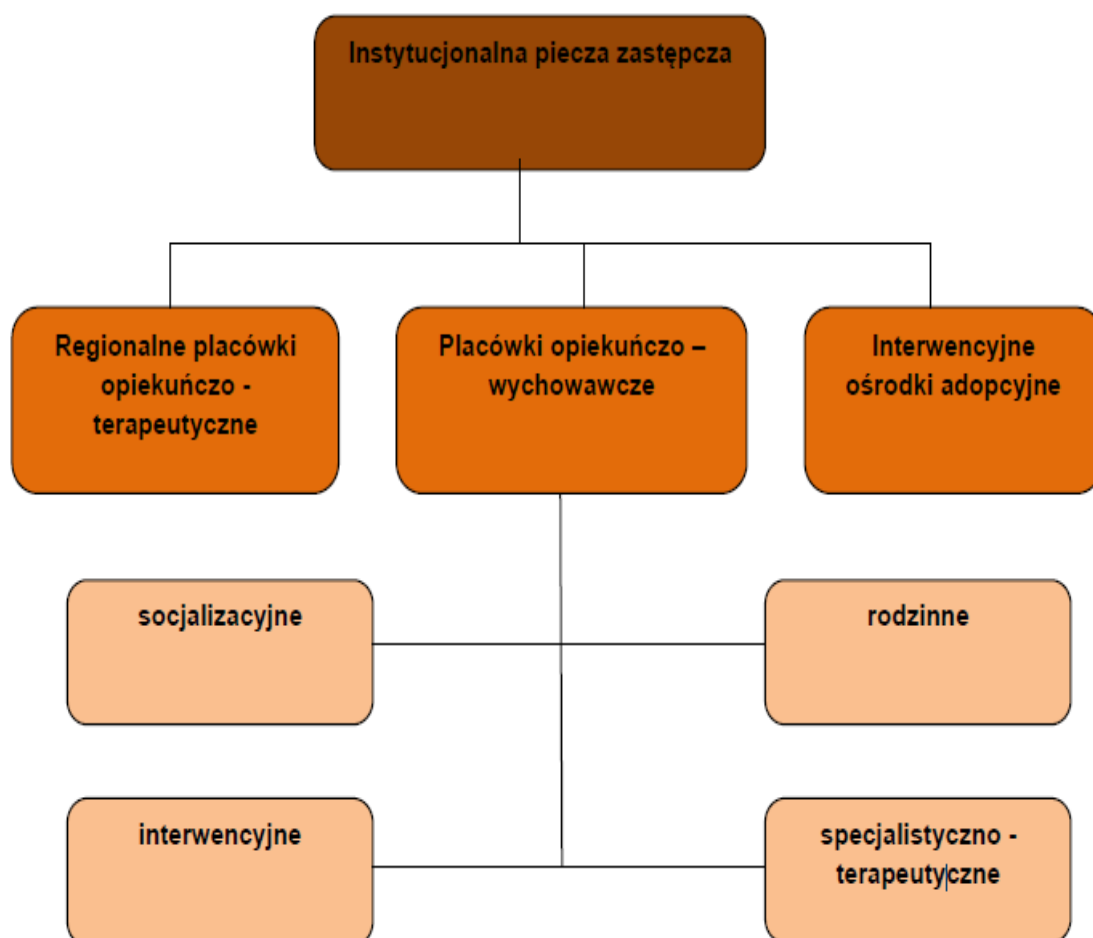 Instytucjonalna piecza zastępcza
Regionalne placówki
opiekuńczo -
terapeutyczne
Placówki opiekuńczo –
wychowawcze
Interwencyjne
ośrodki adopcyjne
socjalizacyjne
rodzinne
interwencyjne
specjalistyczno -
terapeutyczne